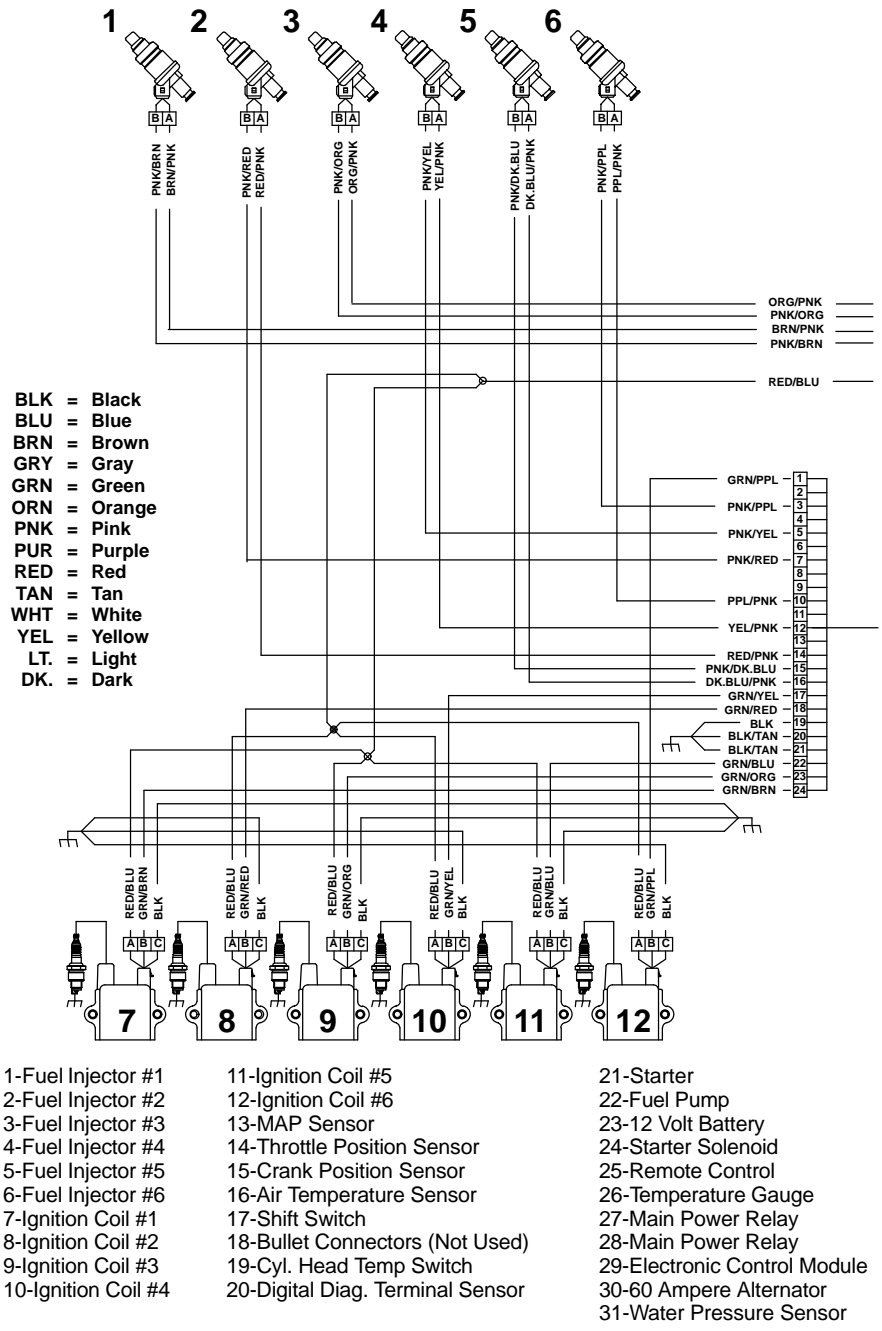 1 2 3 4 5 6
B A B A B A B A B A B A
PNK/BRN
BRN/PNK
PNK/RED
RED/PNK
PNK/ORG
ORG/PNK
PNK/YEL
YEL/PNK
PNK/DK.BLU
DK.BLU/PNK
PNK/PPL
PPL/PNK
ORG/PNK
PNK/ORG
BRN/PNK
PNK/BRN
RED/BLU
BLK = Black
BLU = Blue
BRN = Brown
GRY = Gray
GRN = Green
ORN = Orange
PNK = Pink
PUR = Purple
RED = Red
TAN = Tan
WHT = White
YEL = Yellow
LT. = Light
DK. = Dark
GRN/PPL 1
2
PNK/PPL 3
4
PNK/YEL 5
6
PNK/RED 7
8
9
PPL/PNK 10
11
YEL/PNK 12
13
RED/PNK 14
PNK/DK.BLU 15
DK.BLU/PNK 16
GRN/YEL 17
GRN/RED 18
BLK 19
BLK/TAN 20
BLK/TAN 21
GRN/BLU 22
GRN/ORG 23
GRN/BRN 24
RED/BLU
GRN/BRN
BLK
RED/BLU
GRN/RED
BLK
RED/BLU
GRN/ORG
BLK
RED/BLU
GRN/YEL
BLK
RED/BLU
GRN/BLU
BLK
RED/BLU
GRN/PPL
BLK
A B C A B C A B C A B C A B C A B C
7 8 9 10 11 12
1-Fuel Injector #1
2-Fuel Injector #2
3-Fuel Injector #3
4-Fuel Injector #4
5-Fuel Injector #5
6-Fuel Injector #6
7-Ignition Coil #1
8-Ignition Coil #2
9-Ignition Coil #3
10-Ignition Coil #4
11-Ignition Coil #5
12-Ignition Coil #6
13-MAP Sensor
14-Throttle Position Sensor
15-Crank Position Sensor
16-Air Temperature Sensor
17-Shift Switch
18-Bullet Connectors (Not Used)
19-Cyl. Head Temp Switch
20-Digital Diag. Terminal Sensor
21-Starter
22-Fuel Pump
23-12 Volt Battery
24-Starter Solenoid
25-Remote Control
26-Temperature Gauge
27-Main Power Relay
28-Main Power Relay
29-Electronic Control Module
30-60 Ampere Alternator
31-Water Pressure Sensor